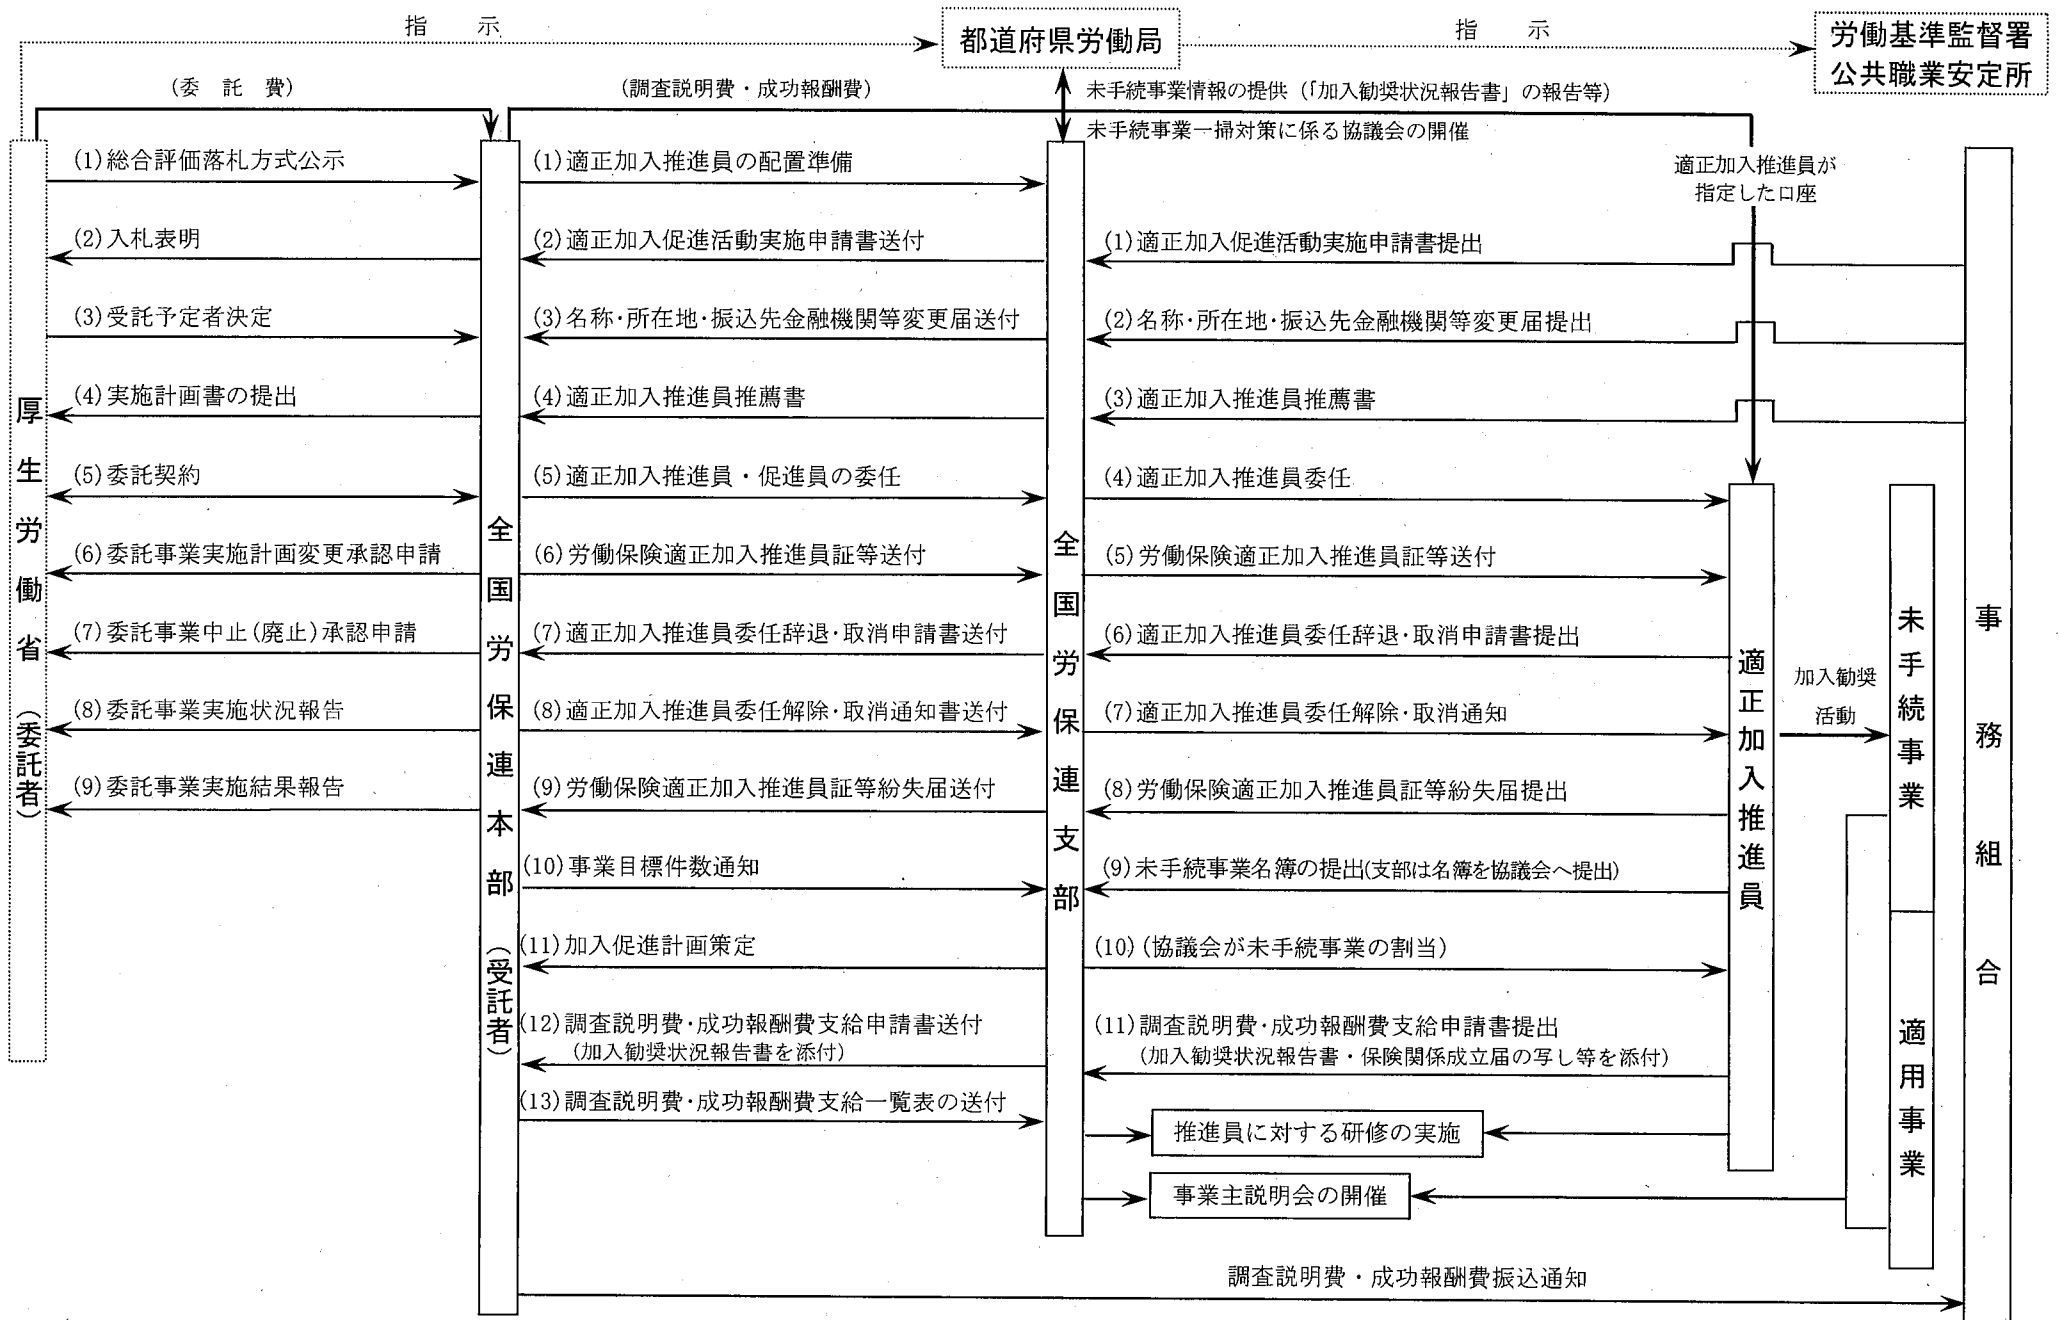 指 示
都道府県労働局
指 示
労働基準監督署
公共職業安定所
(委 託 費)
(調査説明費・成功報酬費)
未手続事業情報の提供(「加入勧奨状況報告書」の報告等)
未手続事業一掃対策に係る協議会の開催
適正加入推進員が
指定した口座
厚生労働省(委託者)
(1)総合評価落札方式公示
(2)入札表明
(3)受託予定者決定
(4)実施計画書の提出
(5)委託契約
(6)委託事業実施計画変更承認申請
(7)委託事業中止(廃止)承認申請
(8)委託事業実施状況報告
(9)委託事業実施結果報告
全国労保連本部(受託者)
(1)適正加入推進員の配置準備
(2)適正加入促進活動実施申請書送付
(3)名称・所在地・振込先金融機関等変更届送付
(4)適正加入推進員推薦書
(5)適正加入推進員・促進員の委任
(6)労働保険適正加入推進員証等送付
(7)適正加入推進員委任辞退・取消申請書送付
(8)適正加入推進員委任解除・取消通知書送付
(9)労働保険適正加入推進員証等紛失届送付
(10)事業目標件数通知
(11)加入促進計画策定
(12)調査説明費・成功報酬費支給申請書送付
(加入勧奨状況報告書を添付)
(13)調査説明費・成功報酬費支給一覧表の送付
全国労保連支部
(1)適正加入促進活動実施申請書提出
(2)名称・所在地・振込先金融機関等変更届提出
(3)適正加入推進員推薦書
(4)適正加入推進員委任
(5)労働保険適正加入推進員証等送付
(6)適正加入推進員委任辞退・取消申請書提出
(7)適正加入推進員委任解除・取消通知
(8)労働保険適正加入推進員証等紛失届提出
(9)未手続事業名簿の提出(支部は名簿を協議会へ提出)
(10)(協議会が未手続事業の割当)
(11)調査説明費・成功報酬費支給申請書提出
(加入勧奨状況報告書・保険関係成立届の写し等を添付)
推進員に対する研修の実施
事業主説明会の開催
適正加入推進員
加入勧奨
活動
未手続事業
適用事業
事務組合
調査説明費・成功報酬費振込通知